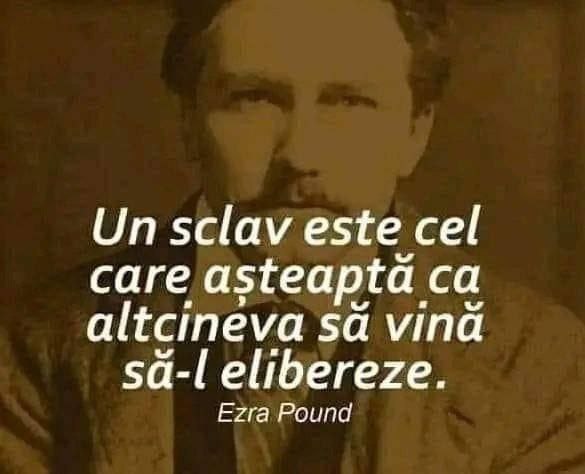 Un sclav este cel
care așteaptă ca
altcineva să vină
să-l elibereze.
Ezra Pound